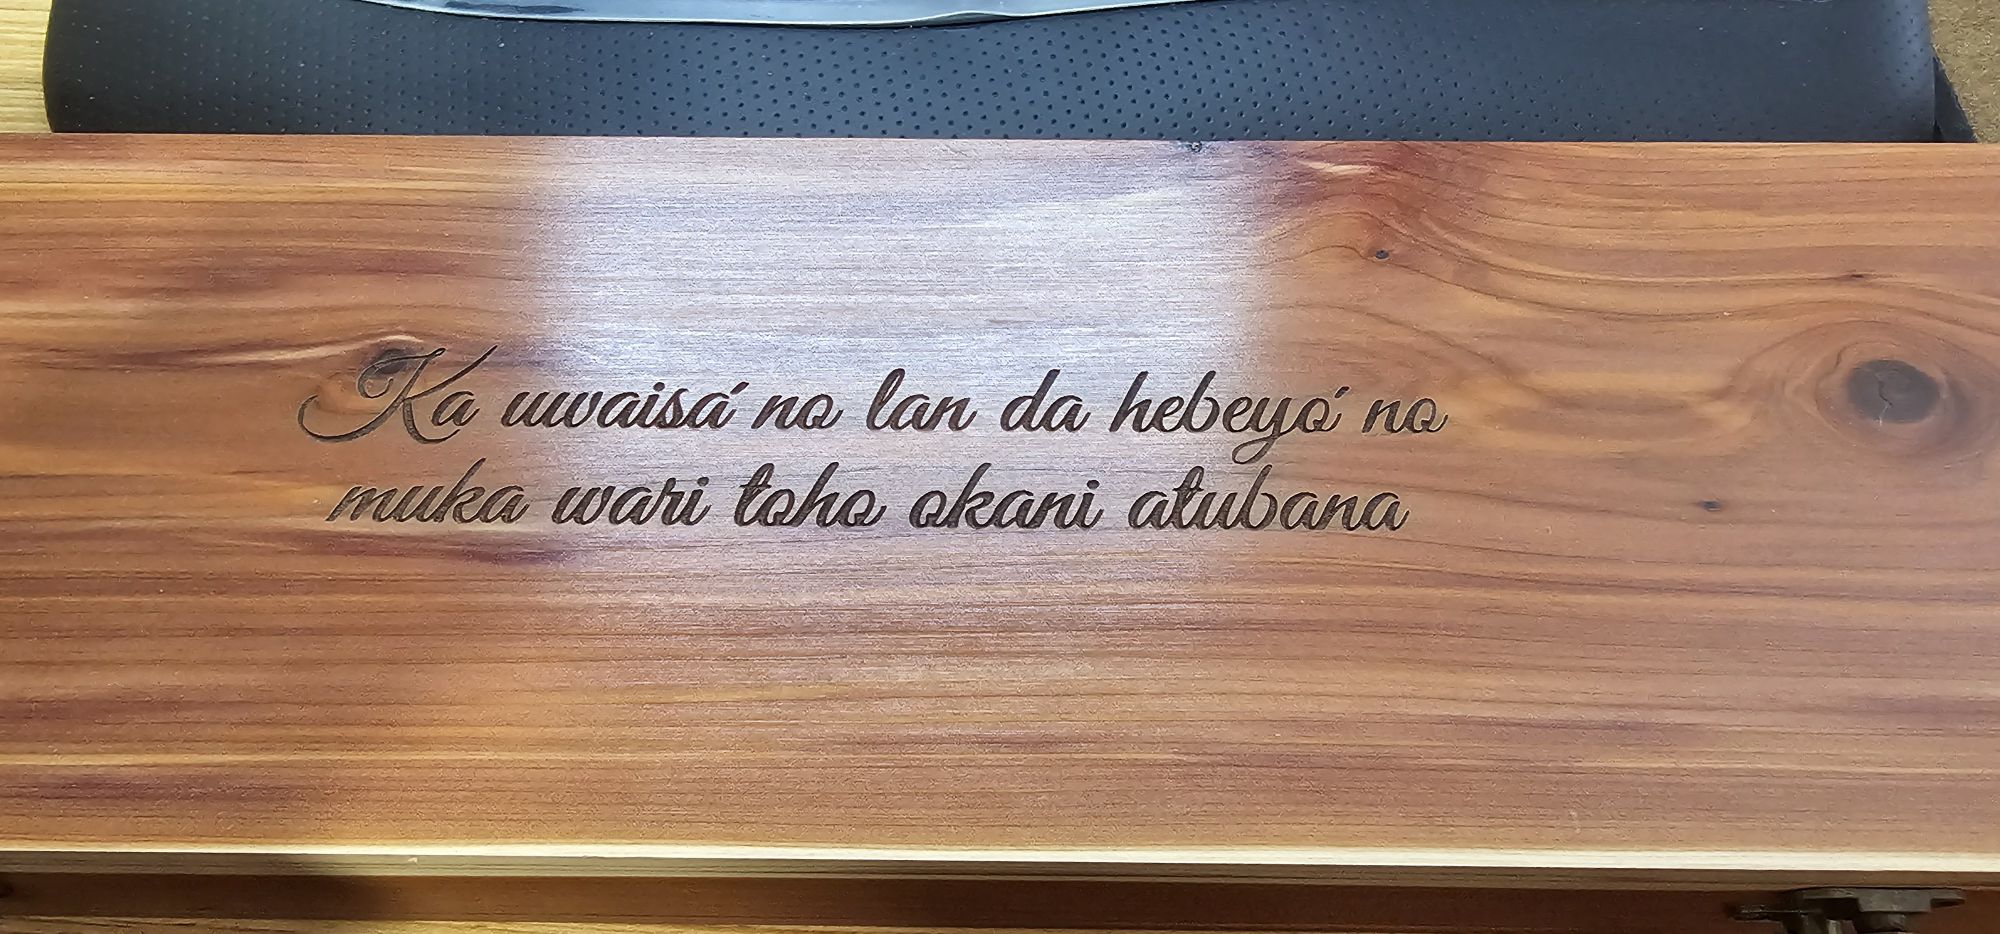 Ka uwaisá no lan da hebeyó no
muka wari toho okani atubana